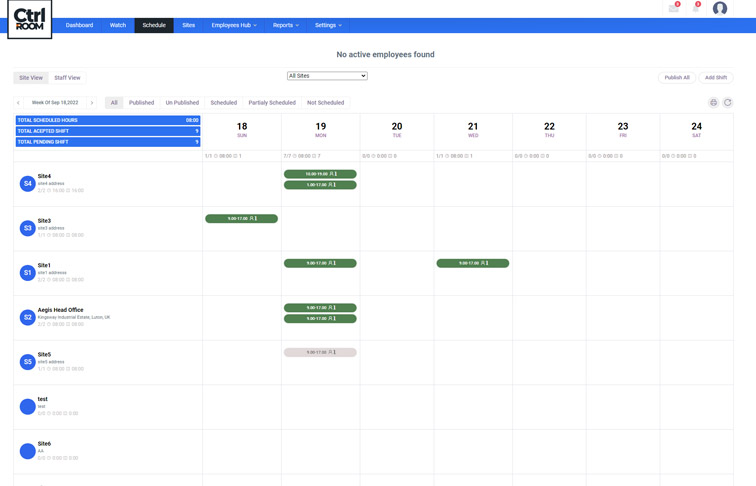 Ctrl
ROOM
Dashboard Watch Schedule Sites Employees Hub Reports Settings
No active employees found
Site View Staff View All Sites Publish All Add Shift
Week Of Sep 18,2022 All Published Un Published Scheduled Partialy Scheduled Not Scheduled
TOTAL SCHEDULED HOURS 08:00
TOTAL ACEPTED SHIFT 9
TOTAL PENDING SHIFT 9
18 19 20 21 22 23 24
SUN MON TUE WED THU FRI SAT
1/1 08:00 1 7/7 08:00 7 0/0 0:00 0 1/1 08:00 1 0/0 0:00 0 0/0 0:00 0 0/0 0:00 0
S4 Site4
site4 address
2/2 16:00 16:00
10.00-19.00 1
1.00-17.00 1
S3 Site3
site3 address
1/1 08:00 08:00
9.00-17.00 1
S1 Site1
site1 addresss
2/2 08:00 08:00
9.00-17.00 1 9.00-17.00 1
S2 Aegis Head Office
Kingsway Industrial Estate, Luton, UK
2/2 08:00 08:00
9.00-17.00 1
9.00-17.00 1
S5 Site5
site5 address
1/1 08:00 08:00
9.00-17.00 1
test
test
0/0 0:00 0:00
Site6
AA
0/0 0:00 0:00